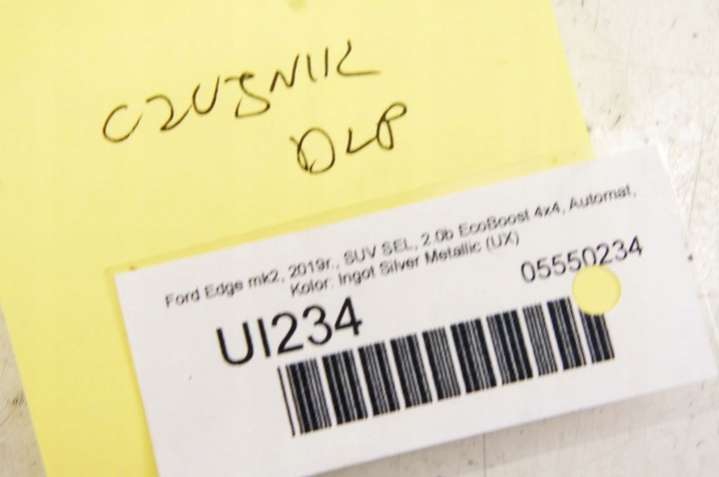 CZUJNIK
DLP
Ford Edge mk2, 2019r., SUV SEL, 2.0b EcoBoost 4x4, Automat,
Kolor: Ingot Silver Metallic (UX)
05550234
UI234